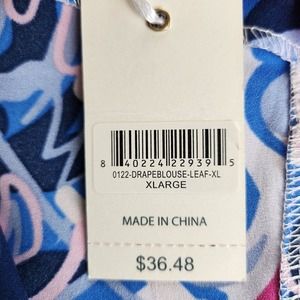 8 40224 22939 5
0122-DRAPEBLOUSE-LEAF-XL
XLARGE
MADE IN CHINA
$36.48